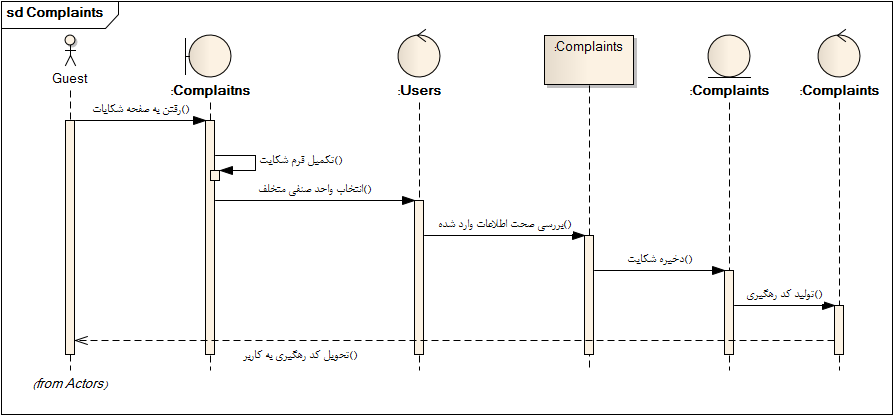 sd Complaints
Guest
:Complaitns
:Users
:Complaints
:Complaints
:Complaints
رفتن به صفحه شکایات()
تکمیل فرم شکایت()
انتخاب واحد صنفی متخلف()
بررسی صحت اطلاعات وارد شده()
ذخیره شکایت()
تولید کد رهگیری()
تحویل کد رهگیری به کاربر()
(from Actors)